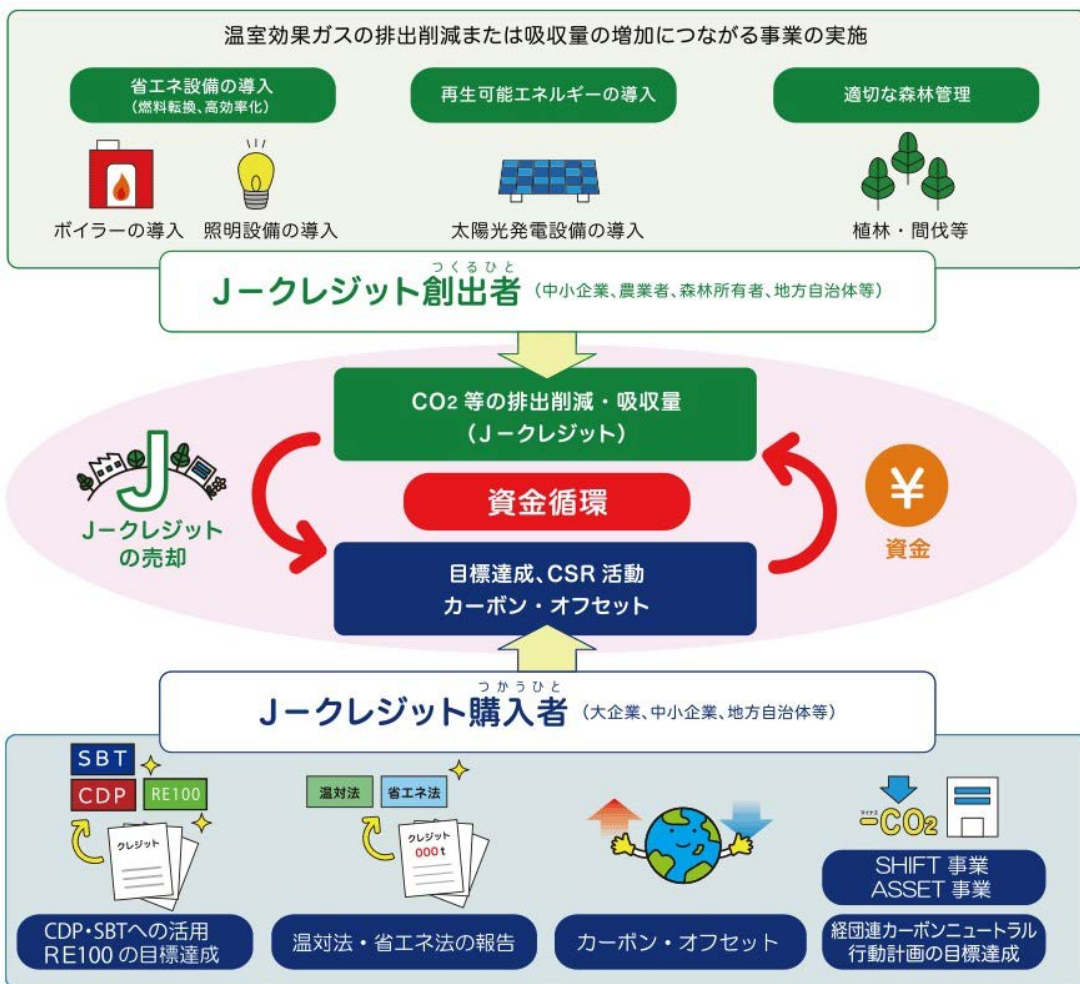 温室効果ガスの排出削減または吸収量の増加につながる事業の実施
省エネ設備の導入
（燃料転換、高効率化）
再生可能エネルギーの導入
適切な森林管理
ボイラーの導入
照明設備の導入
太陽光発電設備の導入
植林・間伐等
つくるひと
Jークレジット創出者（中小企業、農業者、森林所有者、地方自治体等）
CO2 等の排出削減・吸収量
（Jークレジット）
J
Jークレジット
の売却
資金循環
¥
資金
目標達成、CSR 活動
カーボン・オフセット
つかうひと
Jークレジット購入者（大企業、中小企業、地方自治体等）
SBT
CDP
RE100
クレジット
温対法
省エネ法
クレジット
000t
マイナス
−CO2
CDP・SBTへの活用
RE100 の目標達成
温対法・省エネ法の報告
カーボン・オフセット
SHIFT 事業
ASSET 事業
経団連カーボンニュートラル
行動計画の目標達成